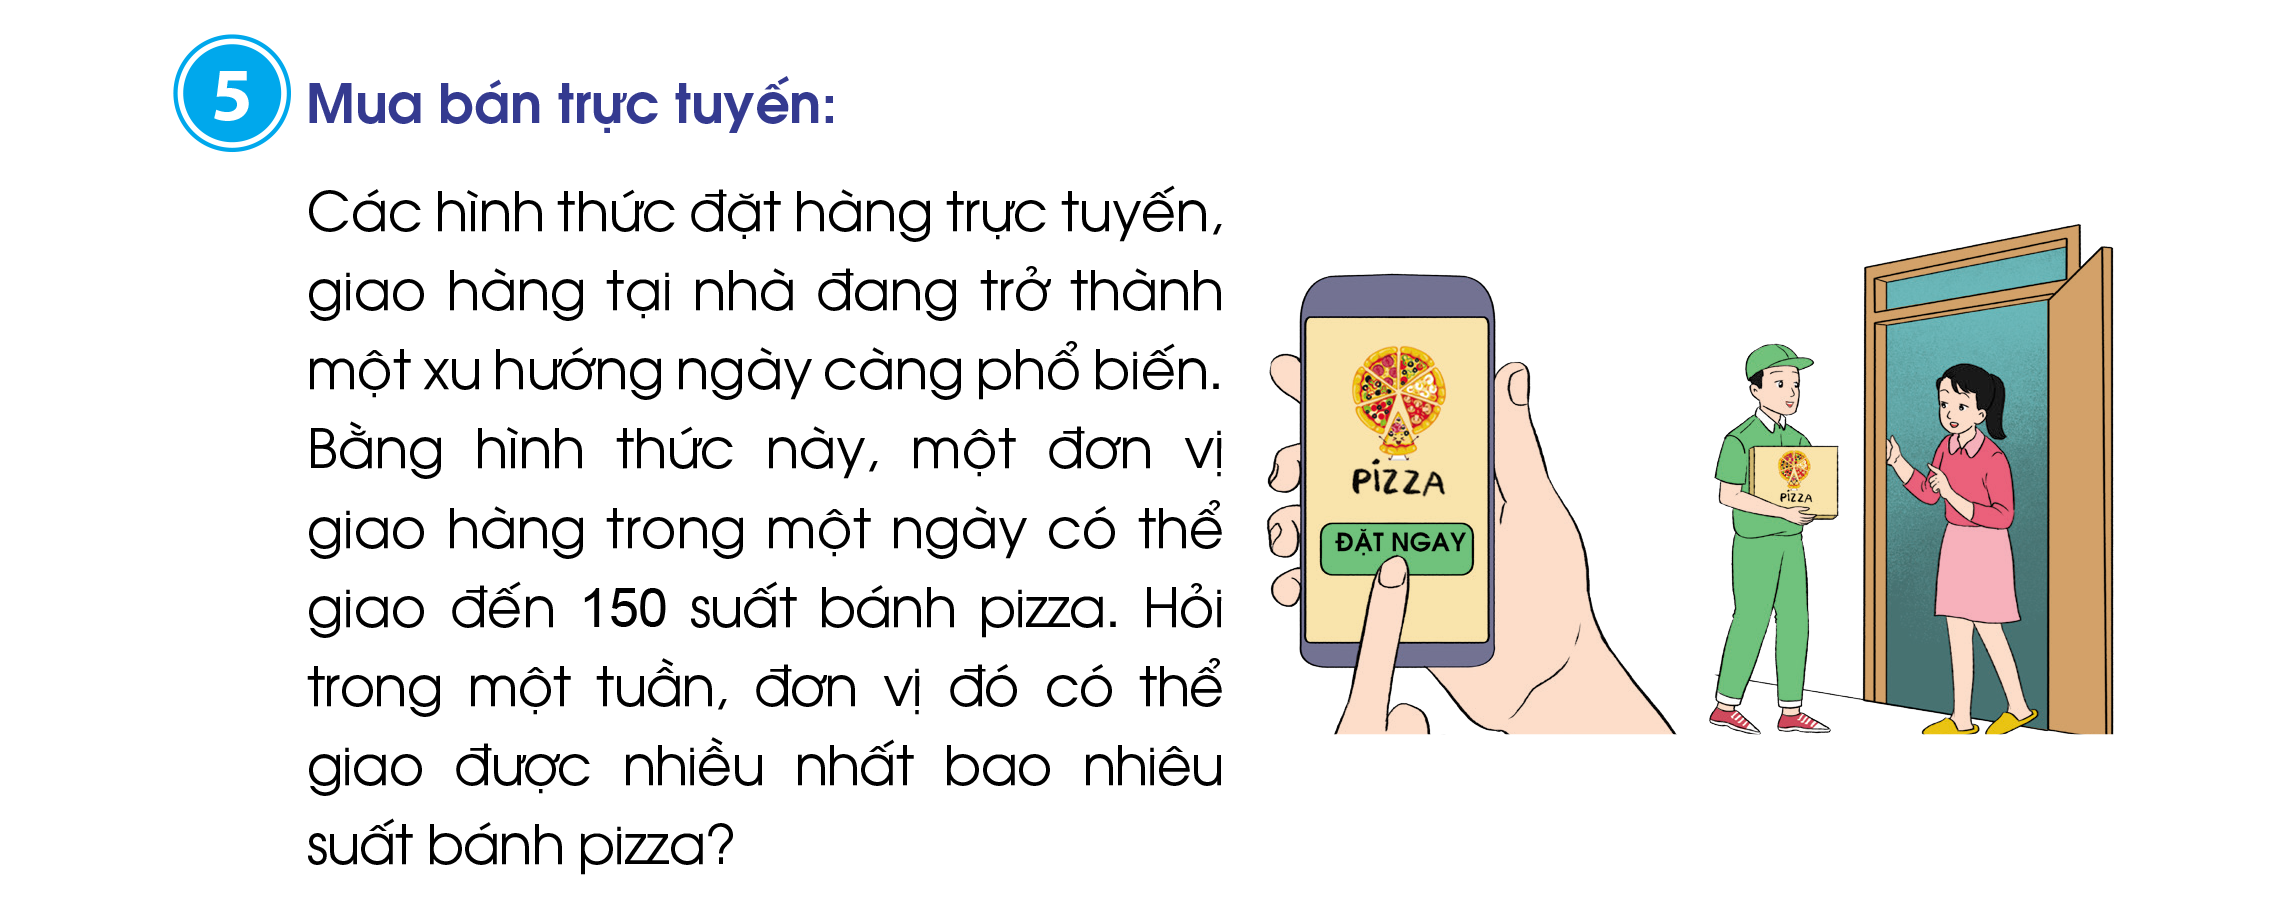 5
Mua bán trực tuyến:
Các hình thức đặt hàng trực tuyến,
giao hàng tại nhà đang trở thành
một xu hướng ngày càng phổ biến.
Bằng hình thức này, một đơn vị
giao hàng trong một ngày có thể
giao đến 150 suất bánh pizza. Hỏi
trong một tuần, đơn vị đó có thể
giao được nhiều nhất bao nhiêu
suất bánh pizza?
PIZZA
ĐẶT NGAY
PIZZA